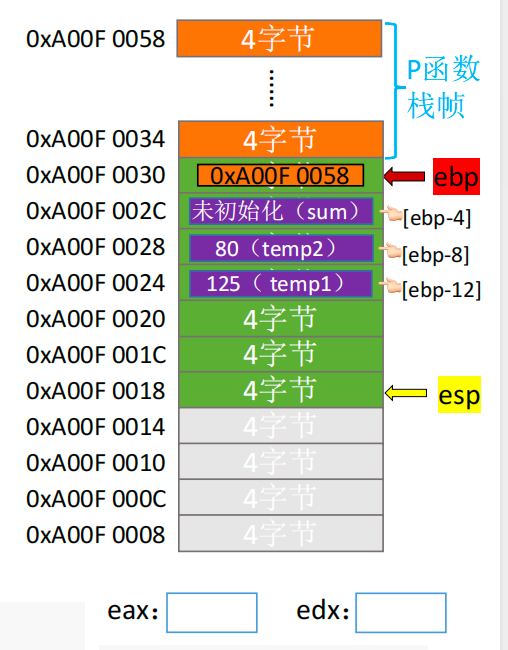 0xA00F 0058 4字节
P函数
栈帧
0xA00F 0034 4字节
0xA00F 0030 0xA00F 0058 ebp
0xA00F 002C 未初始化（sum） [ebp-4]
0xA00F 0028 80（temp2） [ebp-8]
0xA00F 0024 125（ temp1） [ebp-12]
0xA00F 0020 4字节
0xA00F 001C 4字节
0xA00F 0018 4字节 esp
0xA00F 0014 4字节
0xA00F 0010 4字节
0xA00F 000C 4字节
0xA00F 0008 4字节
eax: edx: